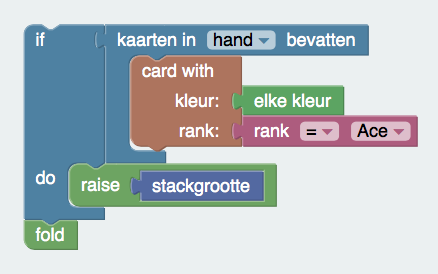 if kaarten in hand bevatten
card with
kleur: elke kleur
rank: rank = Ace
do raise stackgrootte
fold